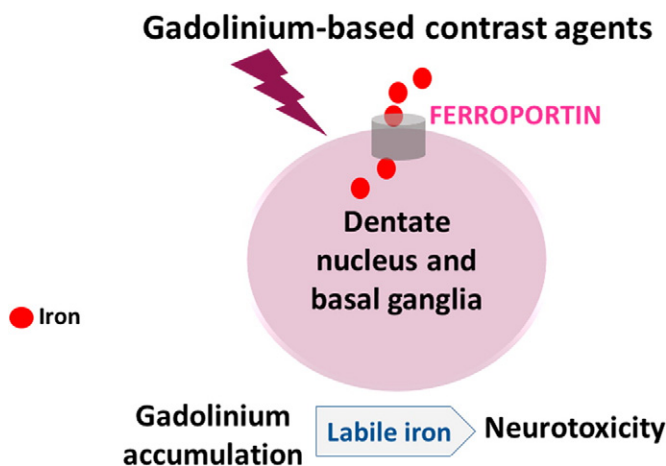 Gadolinium-based contrast agents
FERROPORTIN
Dentate
nucleus and
basal ganglia
Iron
Gadolinium
accumulation
Labile iron
Neurotoxicity